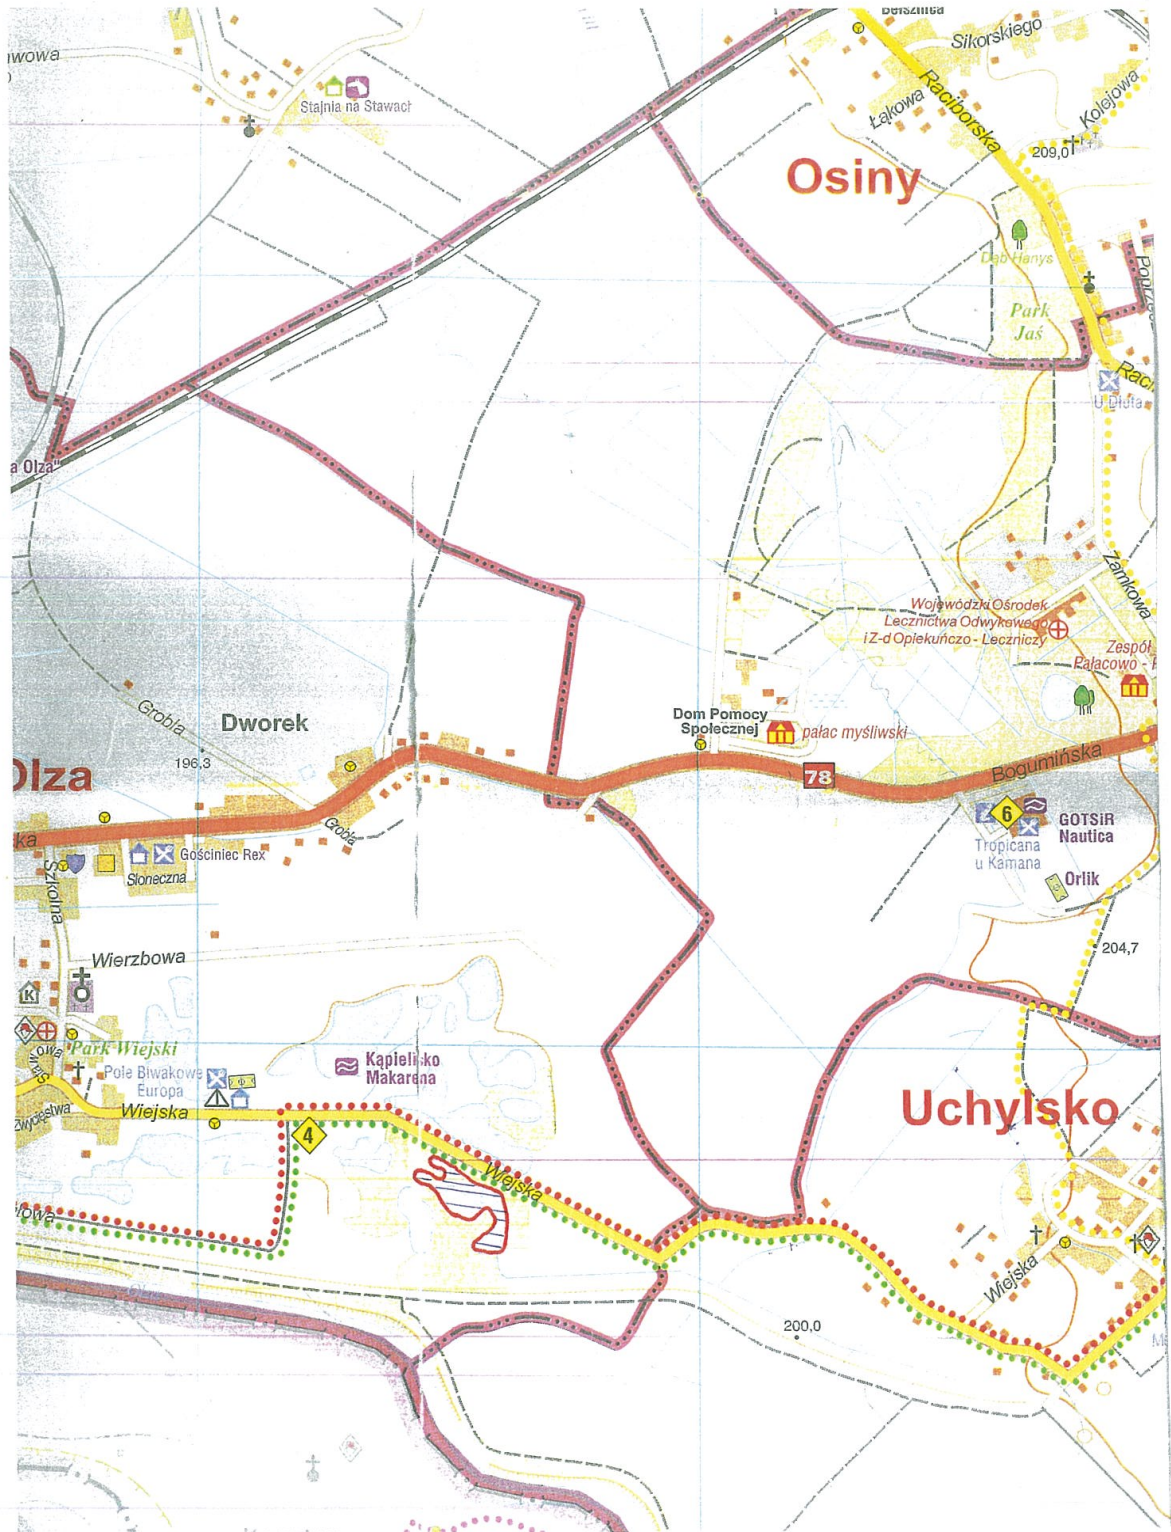 Sikorskiego
Łąkowa
Raciborska
Kolejowa
209,0
Stajnia na Stawach
Osiny
Dąb Hanys
Park
Jaś
U Dluta
a Olza"
Zamkowa
Wojewódzki Ośrodek
Lecznictwa Odwykowego
i Z-d Opiekuńczo - Leczniczy
Zespół
Pałacowo -
Grobla
Dworek
196,3
Dom Pomocy
Społecznej
pałac myśliwski
Olza
78
Bogumińska
6
GOTSiR
Nautica
Tropicana
u Kamana
Orlik
Grobla
ka
Gościniec Rex
Słoneczna
Szkolna
Wierzbowa
204,7
K
Park Wiejski
Pole Biwakowe
Europa
Kąpielisko
Makarena
Wiejska
4
Uchylsko
Wiejska
Wiejska
200,0